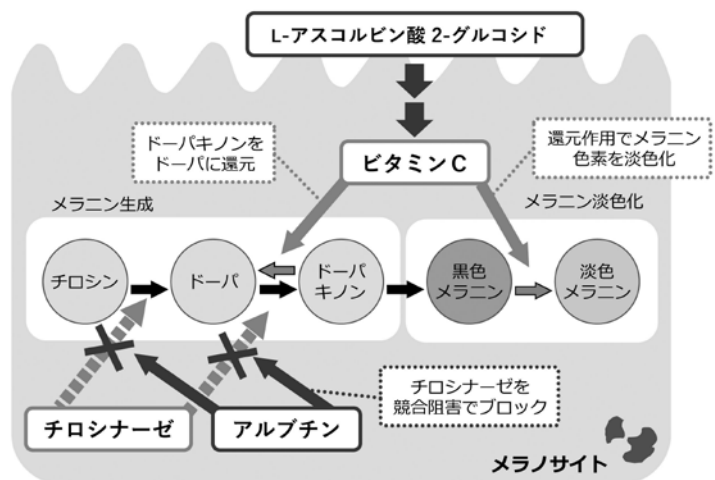 L-アスコルビン酸 2-グルコシド
ドーパキノンを
ドーパに還元
ビタミン C
還元作用でメラニン
色素を淡色化
メラニン生成
メラニン淡色化
チロシン
ドーパ
ドーパ
キノン
黒色
メラニン
淡色
メラニン
チロシナーゼ
アルブチン
チロシナーゼを
競合阻害でブロック
メラノサイト